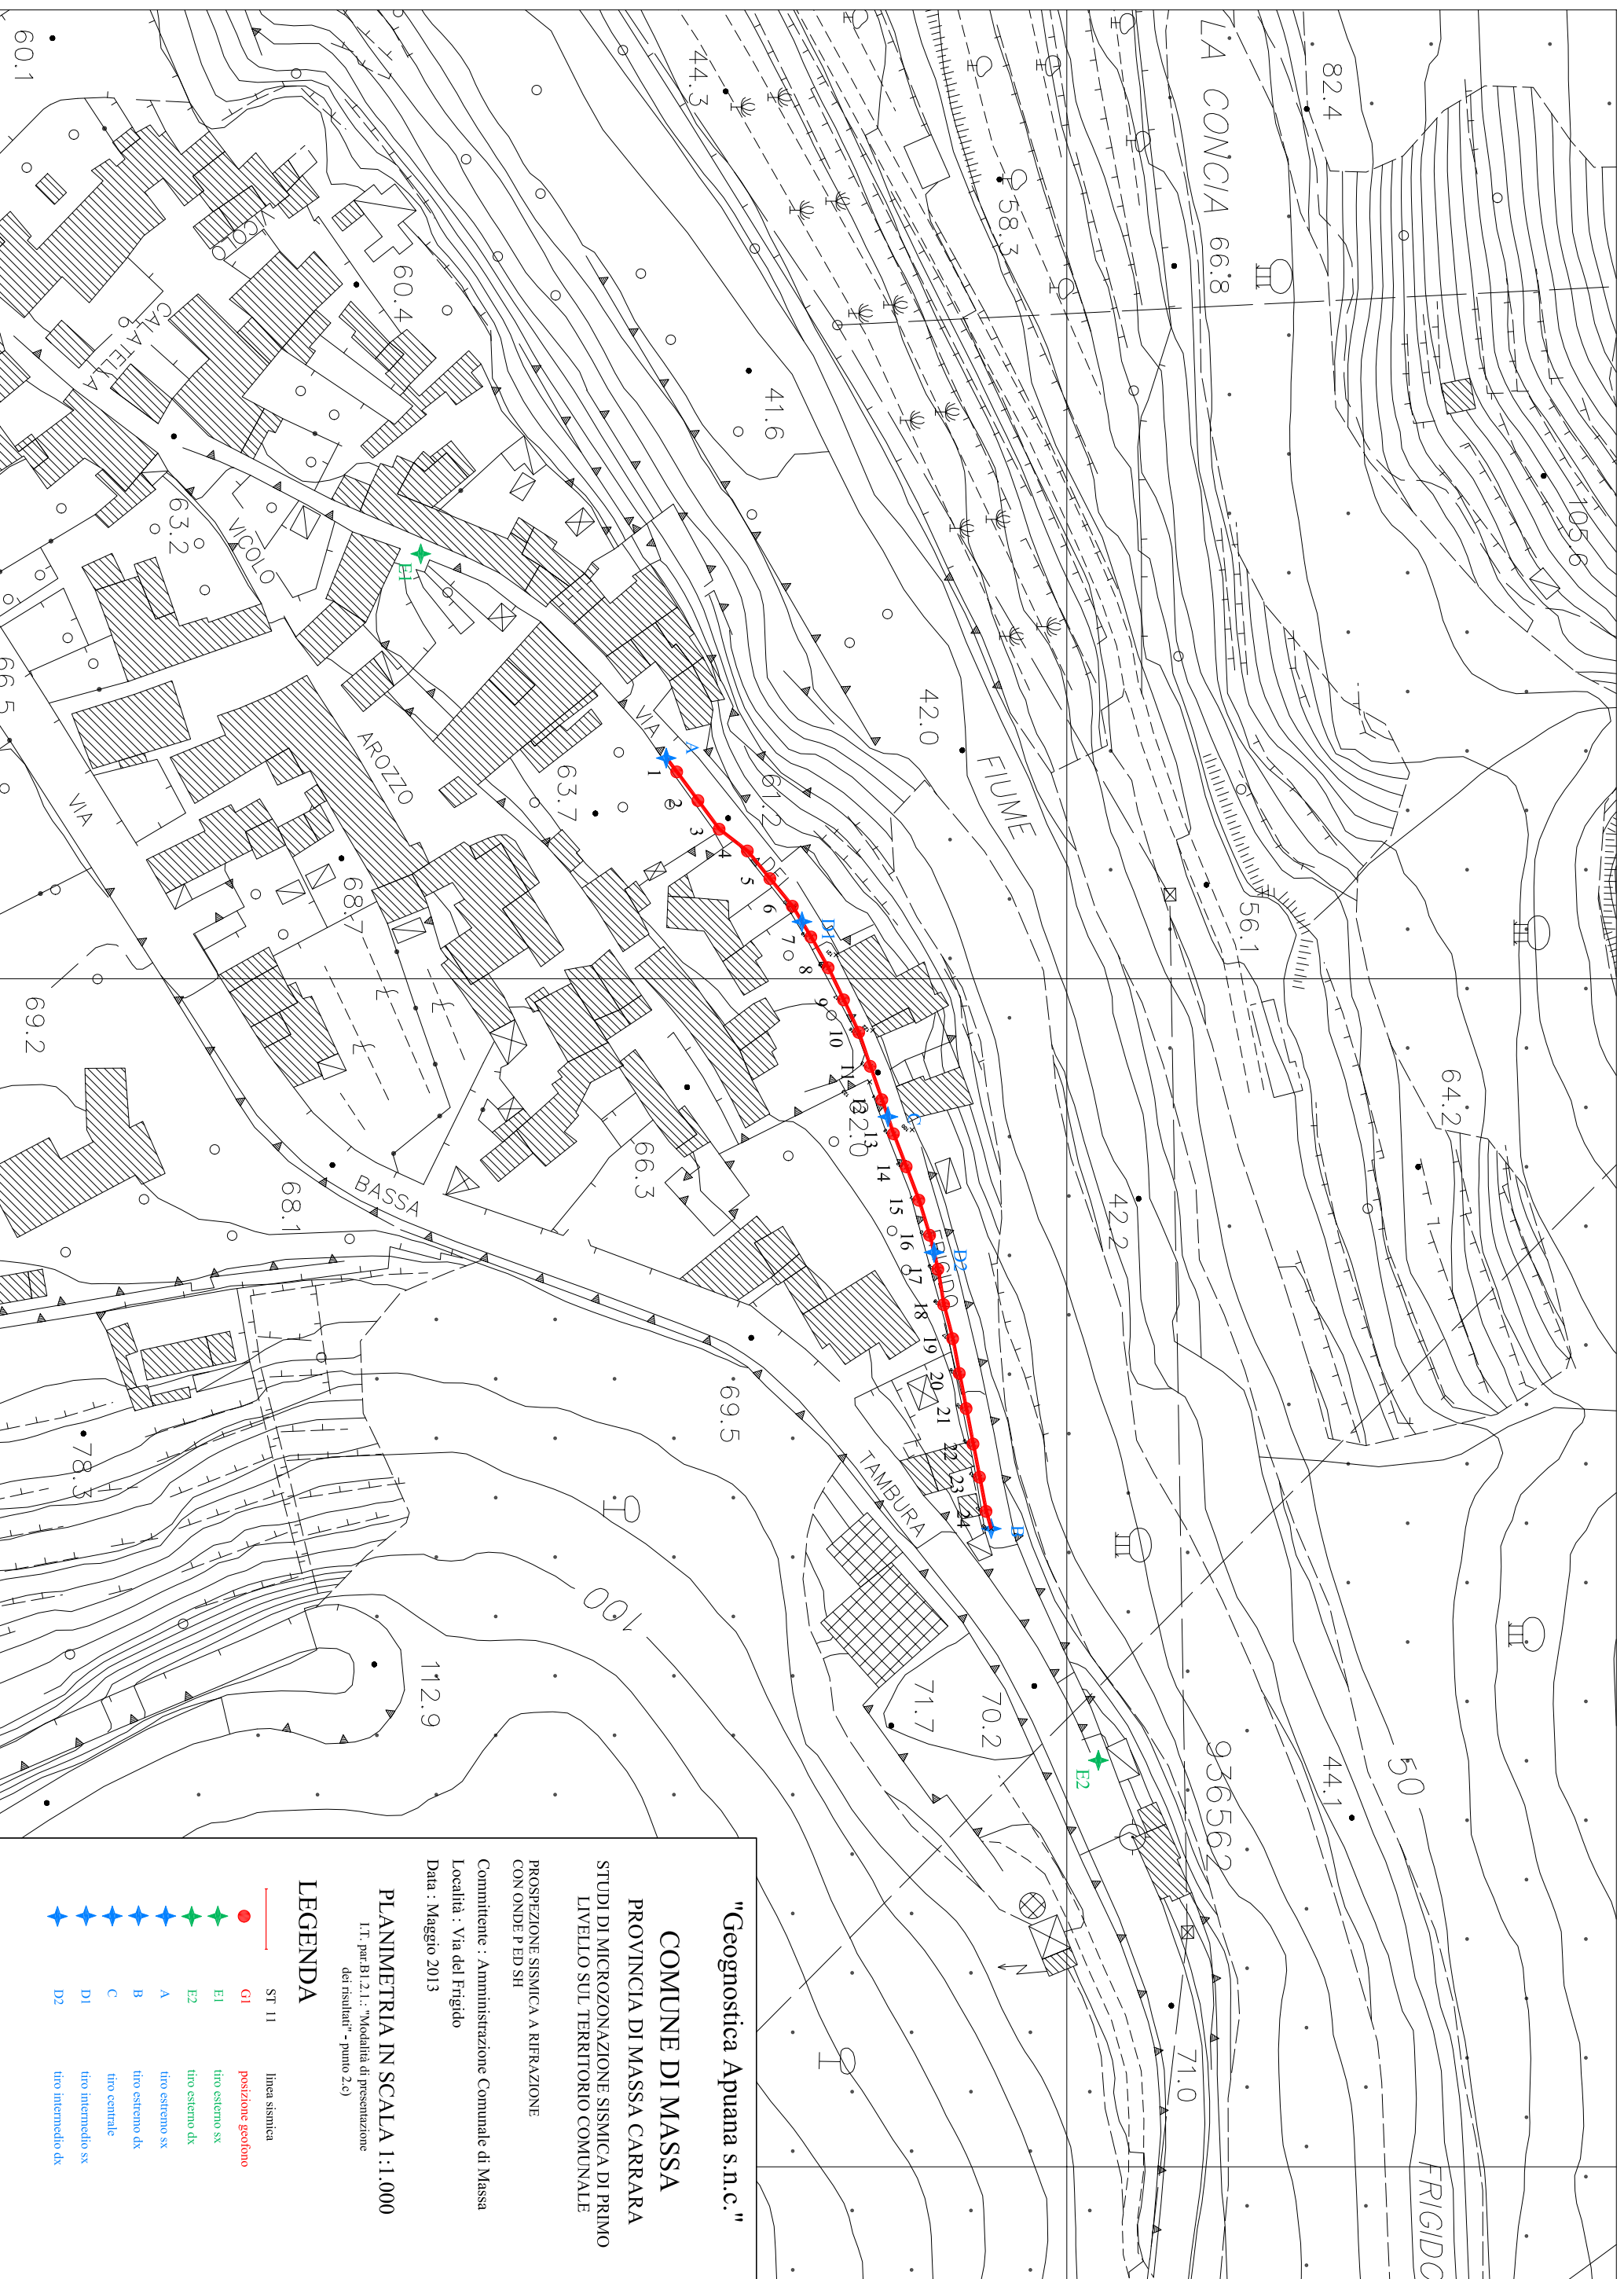 "Geognostica Apuana s.n.c."
COMUNE DI MASSA
PROVINCIA DI MASSA CARRARA
STUDI DI MICROZONAZIONE SISMICA DI PRIMO
LIVELLO SUL TERRITORIO COMUNALE
PROSPEZIONE SISMICA A RIFRAZIONE
CON ONDE P ED SH
Committente : Amministrazione Comunale di Massa
Località : Via del Frigido
Data : Maggio 2013
PLANIMETRIA IN SCALA 1:1.000
I.T. par.B1.2.1.: "Modalità di presentazione
dei risultati" - punto 2.c)
LEGENDA
ST 11 linea sismica
G1 posizione geofono
E1 tiro esterno sx
E2 tiro esterno dx
A tiro estremo sx
B tiro estremo dx
C tiro centrale
D1 tiro intermedio sx
D2 tiro intermedio dx
LA CONCIA 66.8
82.4
105.6
44.3
58.3
60.1
60.4
41.6
42.0
FIUME
56.1
64.2
42.2
CALATELLA
63.2
VICOLO
AROZZO
66.5
VIA
63.7
61.2
68.7
69.2
VIA
DEL
FRIGIDO
62.0
66.3
68.1
BASSA
69.5
TAMBURA
78.3
100
112.9
71.7
70.2
936562
44.1
50
71.0
FRIGIDO
E1
A
D1
C
D2
B
E2
1
2
3
4
5
6
7
8
9
10
11
12
13
14
15
16
17
18
19
20
21
22
23
24